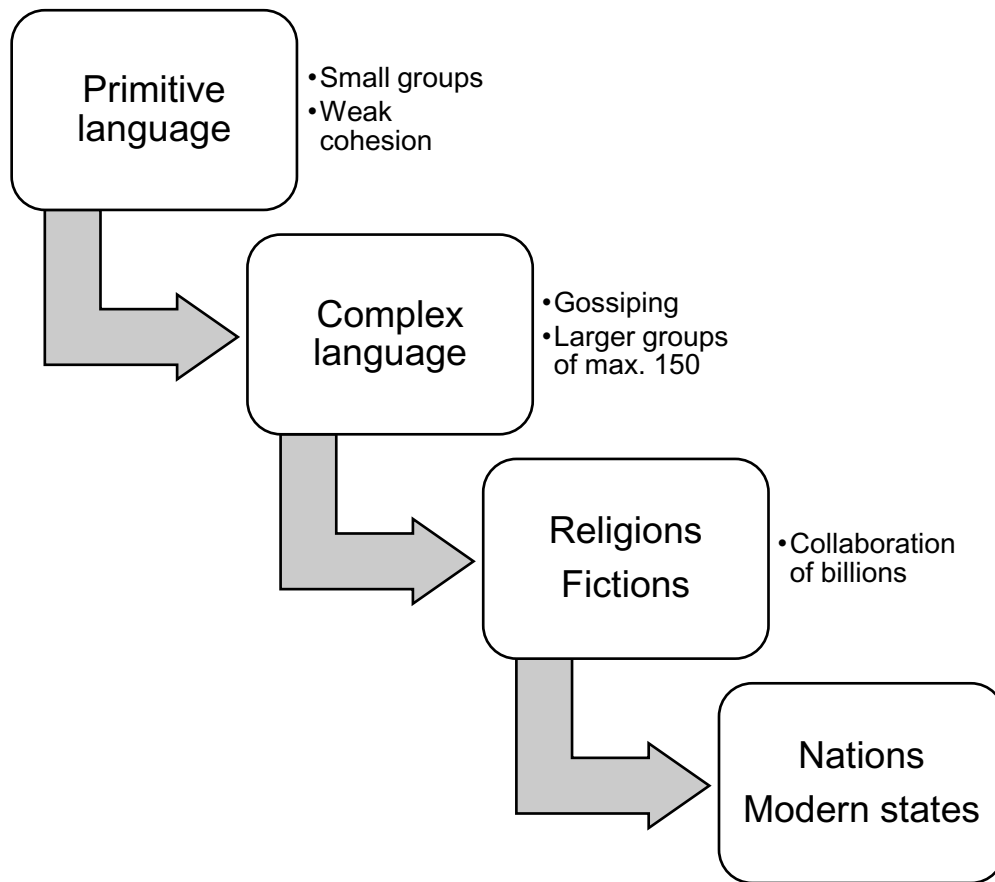 Primitive
language
•Small groups
•Weak
cohesion
Complex
language
•Gossiping
•Larger groups
of max. 150
Religions
Fictions
•Collaboration
of billions
Nations
Modern states